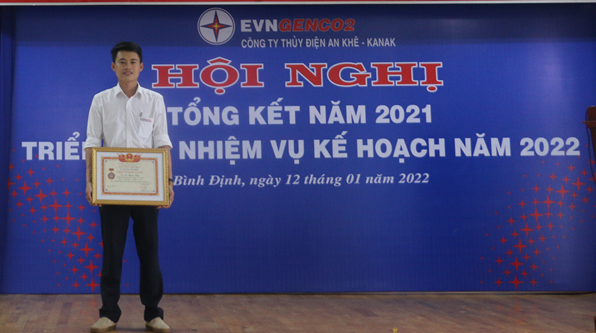 EVNGENCO2
CÔNG TY THỦY ĐIỆN AN KHÊ - KANAK
HỘI NGHỊ
TỔNG KẾT NĂM 2021
TRIỂN NHIỆM VỤ KẾ HOẠCH NĂM 2022
Bình Định, ngày 12 tháng 01 năm 2022